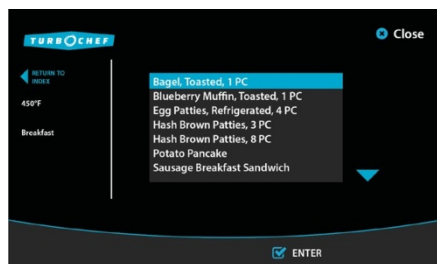 TURBOCHEF
Close
RETURN TO
INDEX
450°F
Breakfast
Bagel, Toasted, 1 PC
Blueberry Muffin, Toasted, 1 PC
Egg Patties, Refrigerated, 4 PC
Hash Brown Patties, 3 PC
Hash Brown Patties, 8 PC
Potato Pancake
Sausage Breakfast Sandwich
ENTER